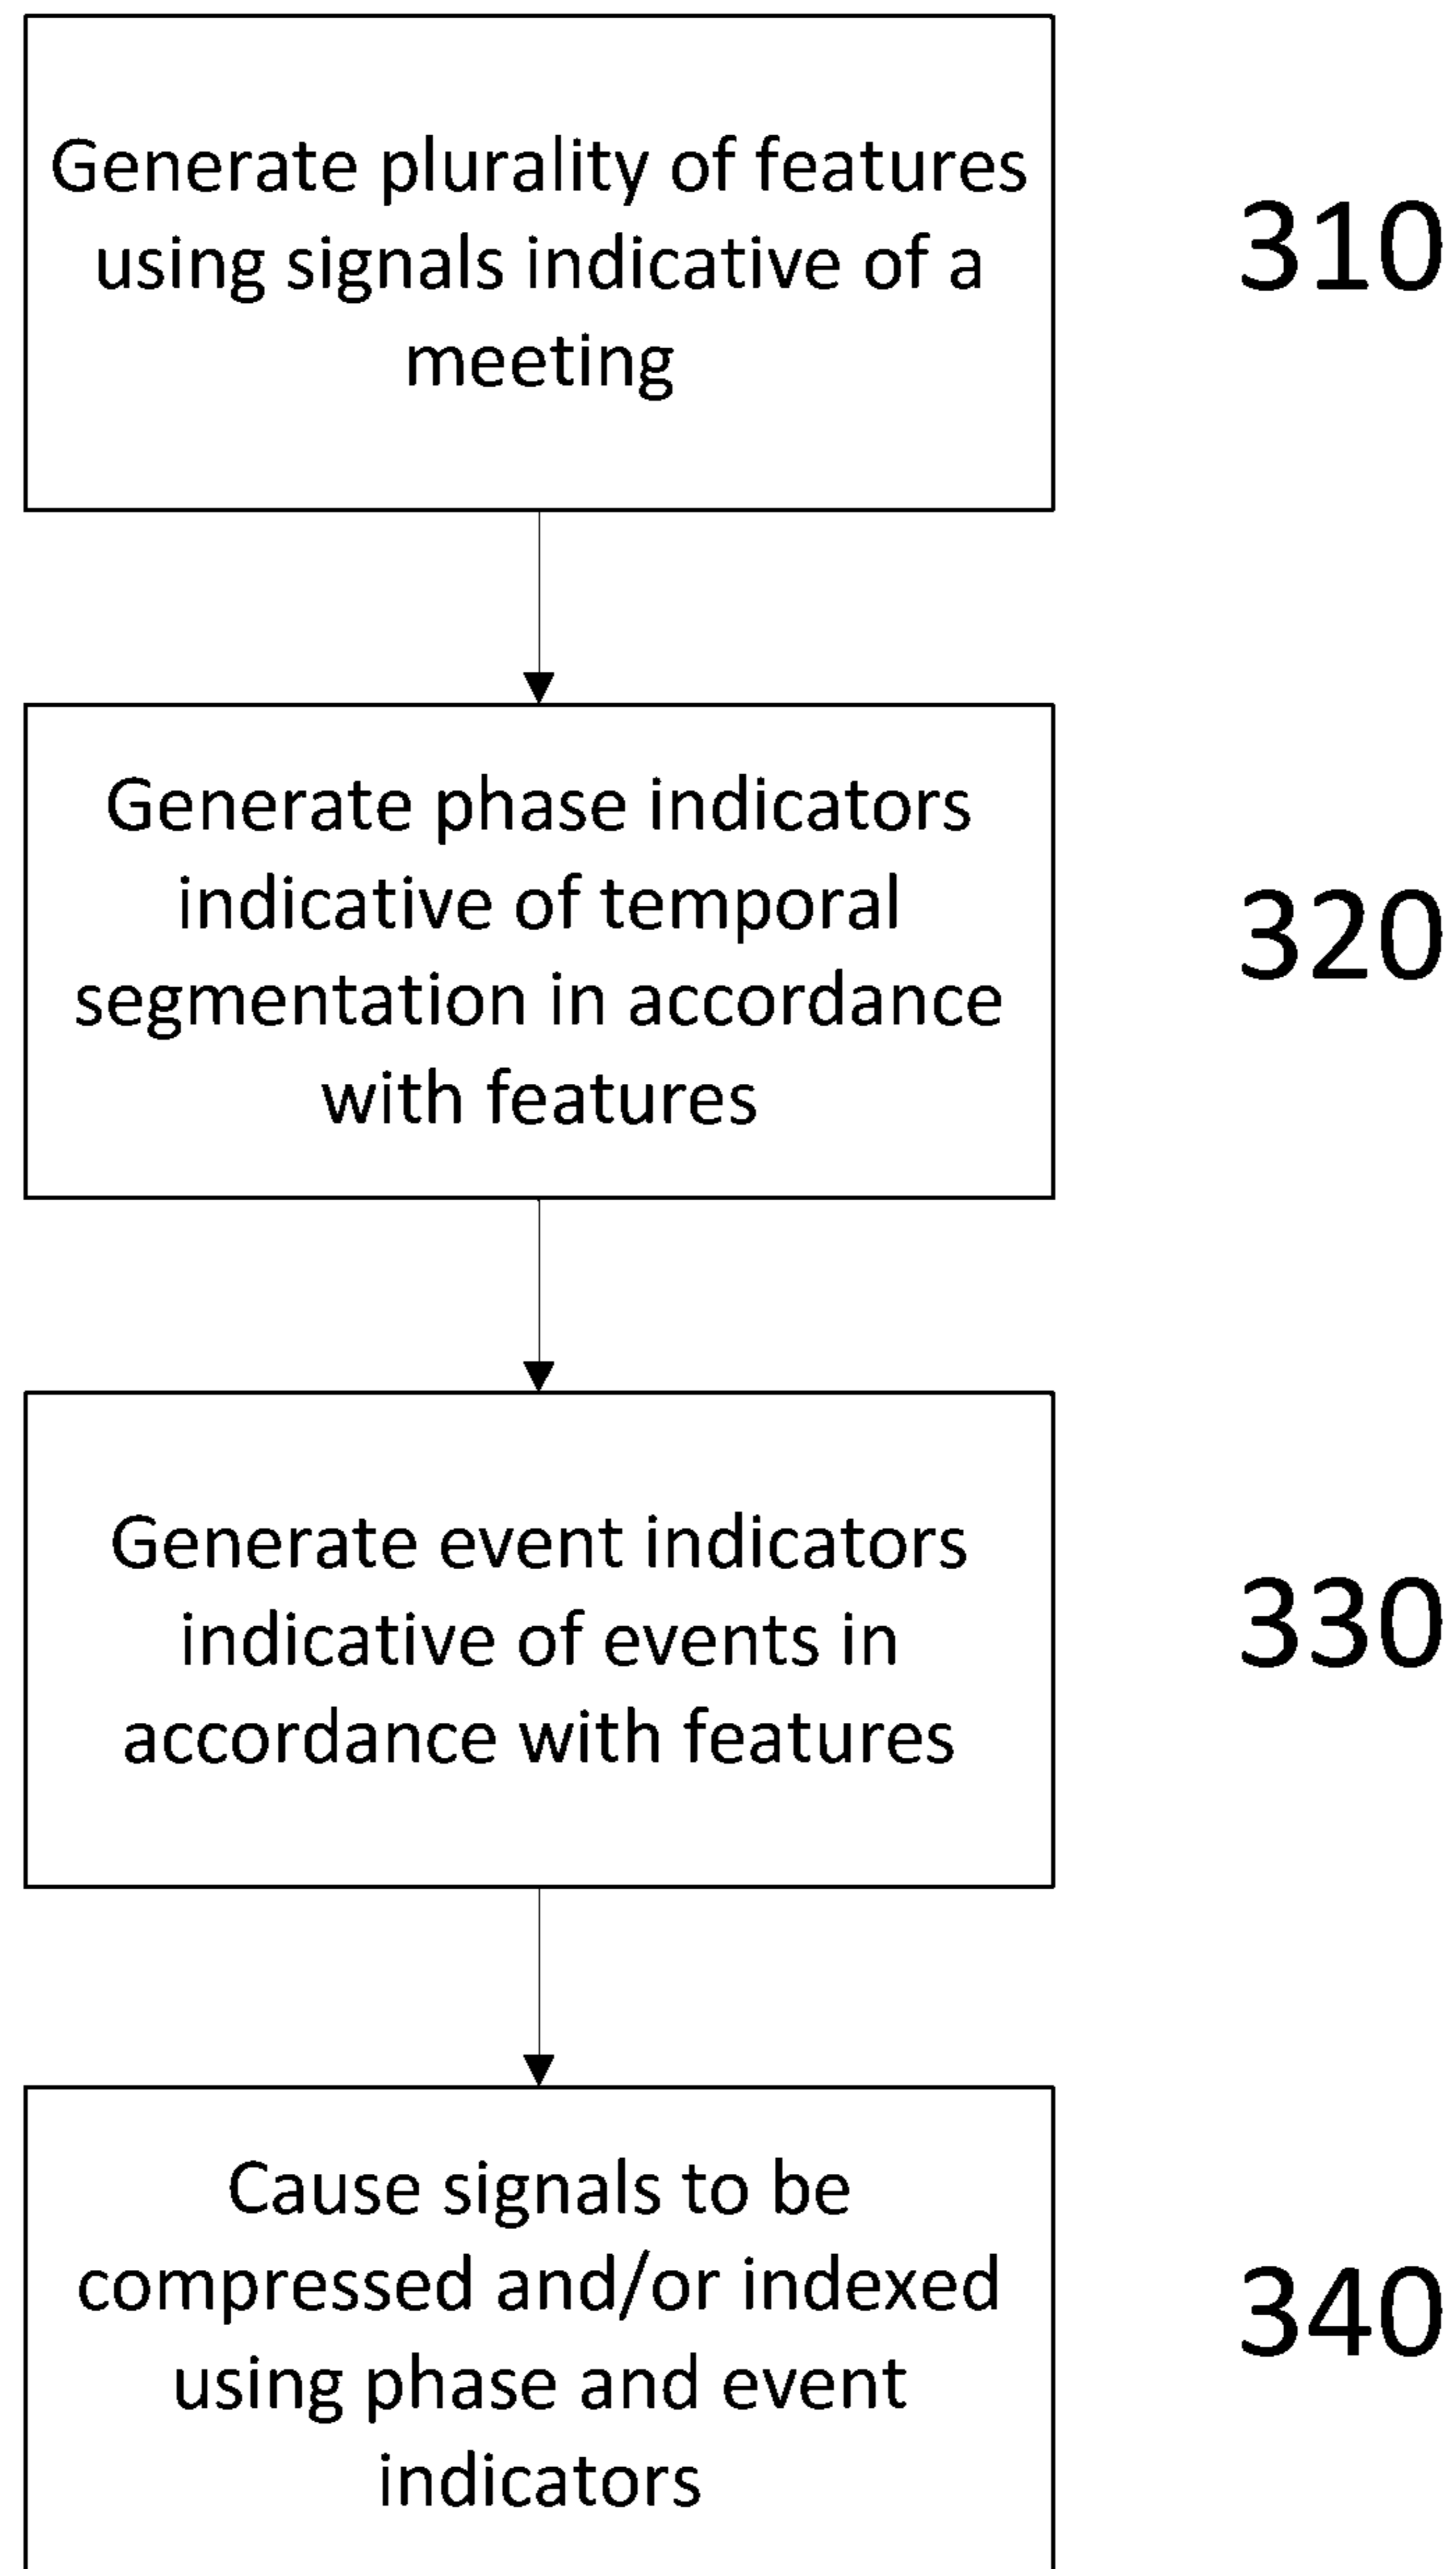 Generate plurality of features
using signals indicative of a
meeting
310
Generate phase indicators
indicative of temporal
segmentation in accordance
with features
320
Generate event indicators
indicative of events in
accordance with features
330
Cause signals to be
compressed and/or indexed
using phase and event
indicators
340